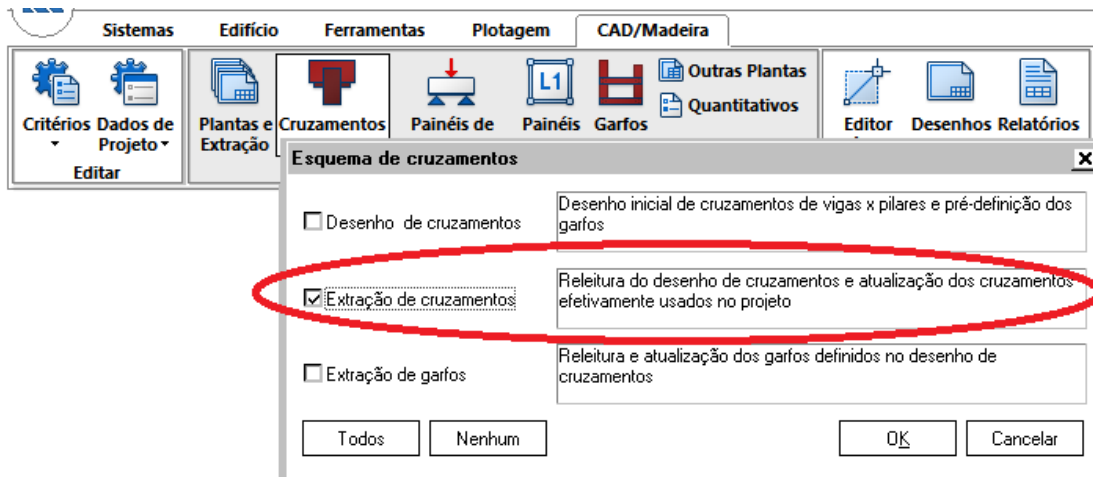 Sistemas Edifício Ferramentas Plotagem CAD/Madeira
Critérios Dados de Projeto
Plantas e Extração
Cruzamentos
Painéis de
L1
Painéis
Garfos
Outras Plantas
Quantitativos
Editor
Desenhos
Relatórios
Editar
Esquema de cruzamentos
Desenho de cruzamentos
Desenho inicial de cruzamentos de vigas x pilares e pré-definição dos
garfos
Extração de cruzamentos
Releitura do desenho de cruzamentos e atualização dos cruzamentos
efetivamente usados no projeto
Extração de garfos
Releitura e atualização dos garfos definidos no desenho de
cruzamentos
Todos Nenhum OK Cancelar